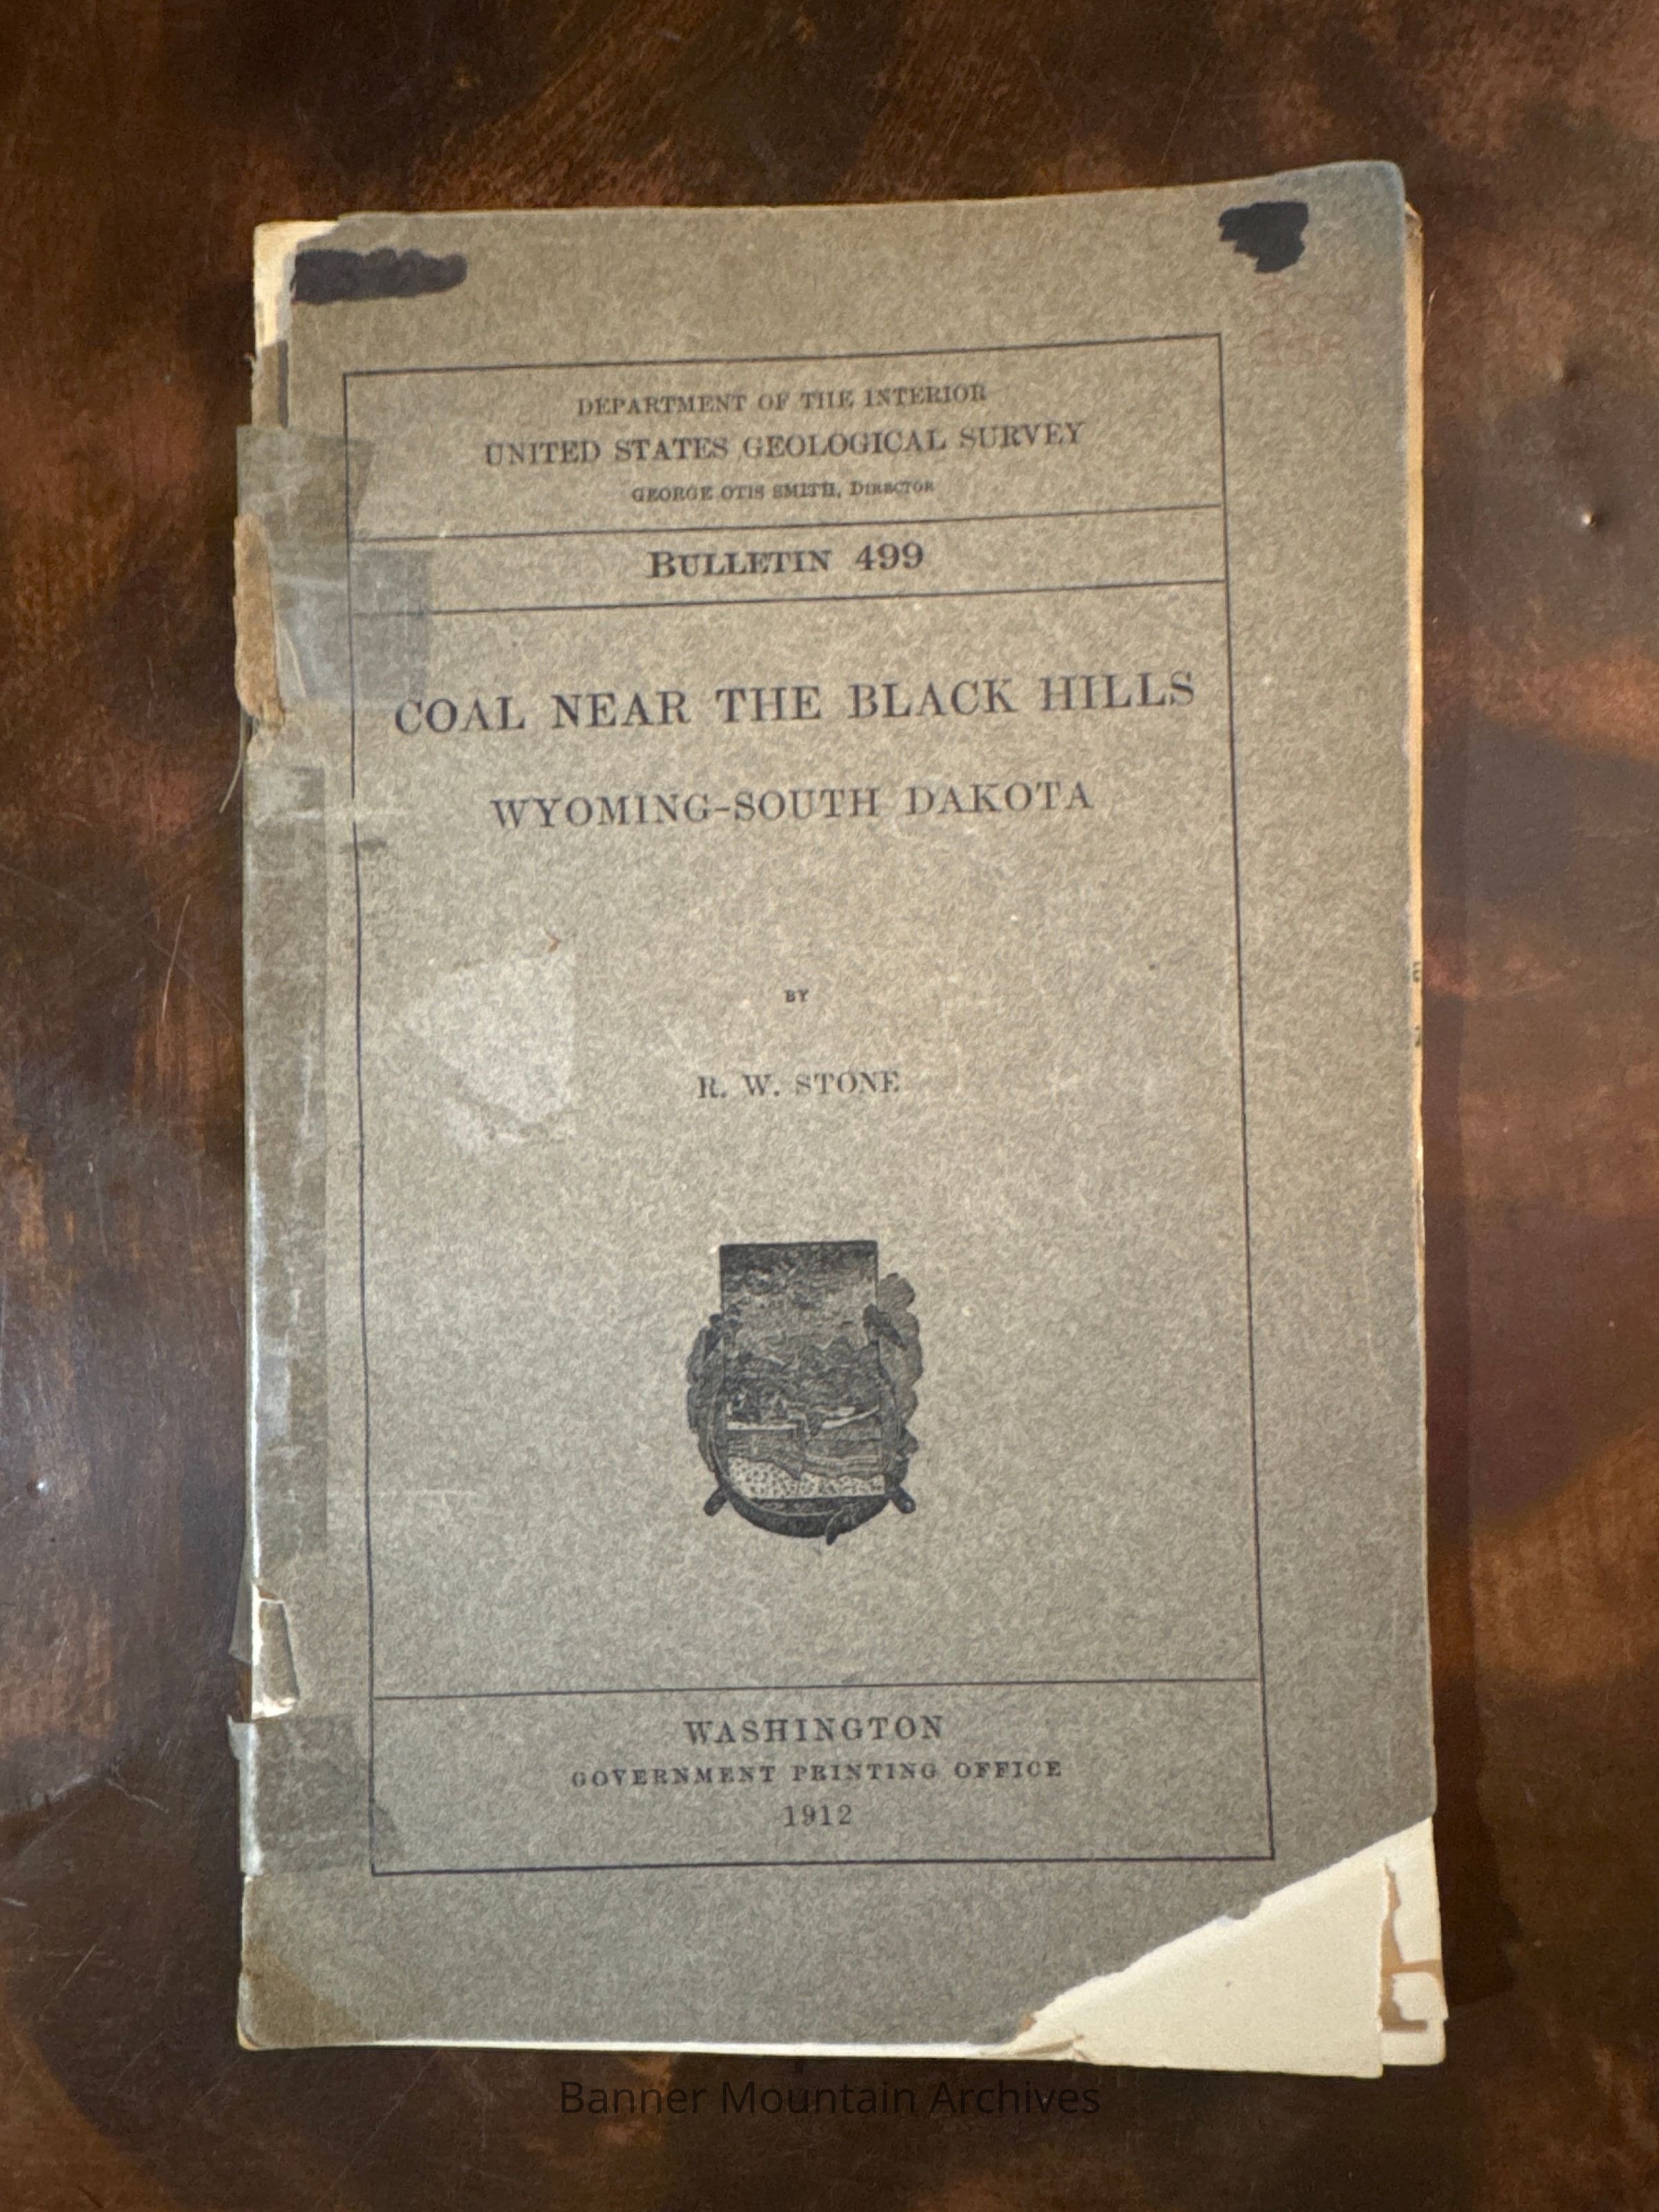 DEPARTMENT OF THE INTERIOR
UNITED STATES GEOLOGICAL SURVEY
GEORGE OTIS SMITH, DIRECTOR
BULLETIN 499
COAL NEAR THE BLACK HILLS
WYOMING-SOUTH DAKOTA
BY
R. W. STONE
WASHINGTON
GOVERNMENT PRINTING OFFICE
1912
Banner Mountain Archives